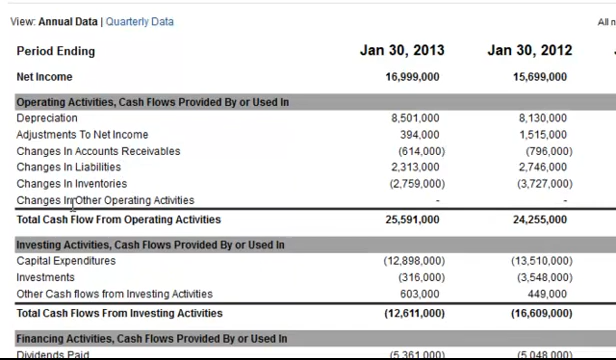 View: Annual Data | Quarterly Data All n
Period Ending Jan 30, 2013 Jan 30, 2012
Net Income 16,999,000 15,699,000
Operating Activities, Cash Flows Provided By or Used In
Depreciation 8,501,000 8,130,000
Adjustments To Net Income 394,000 1,515,000
Changes In Accounts Receivables (614,000) (796,000)
Changes In Liabilities 2,313,000 2,746,000
Changes In Inventories (2,759,000) (3,727,000)
Changes In Other Operating Activities - -
Total Cash Flow From Operating Activities 25,591,000 24,255,000
Investing Activities, Cash Flows Provided By or Used In
Capital Expenditures (12,898,000) (13,510,000)
Investments (316,000) (3,548,000)
Other Cash flows from Investing Activities 603,000 449,000
Total Cash Flows From Investing Activities (12,611,000) (16,609,000)
Financing Activities, Cash Flows Provided By or Used In
Dividends Paid (5,361,000) (5,048,000)